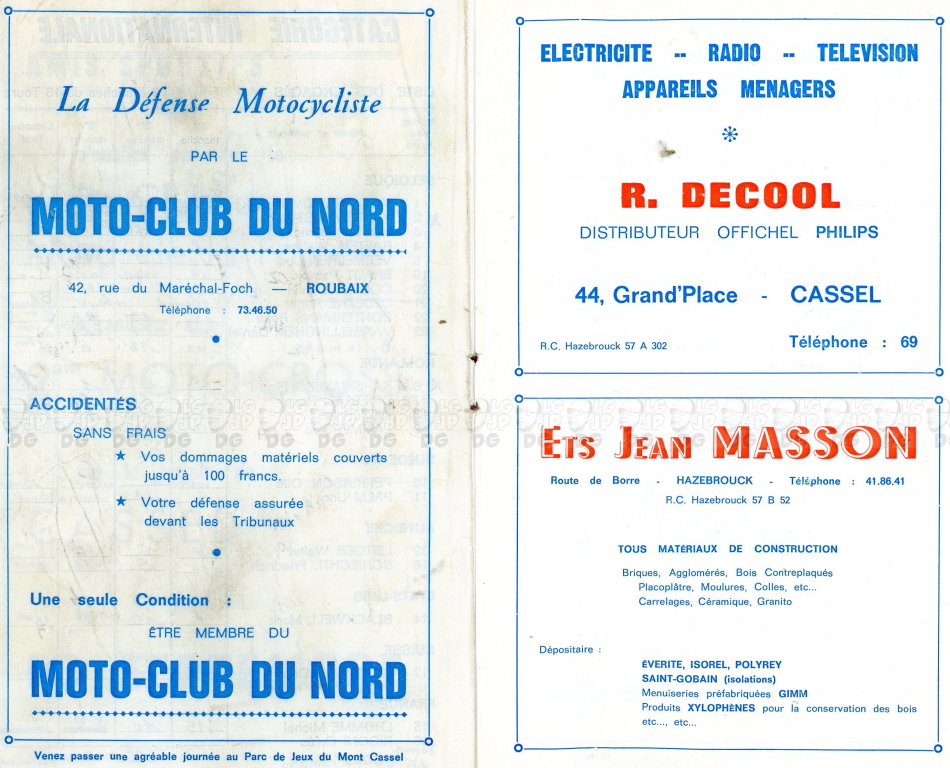 La Défense Motocycliste
PAR LE
MOTO-CLUB DU NORD
42, rue du Maréchal-Foch — ROUBAIX
Téléphone : 73.46.50
ACCIDENTÉS
SANS FRAIS
★ Vos dommages matériels couverts
jusqu'à 100 francs.
★ Votre défense assurée
devant les Tribunaux
Une seule Condition :
ÊTRE MEMBRE DU
MOTO-CLUB DU NORD
Venez passer une agréable journée au Parc de Jeux du Mont Cassel
ELECTRICITE -- RADIO -- TELEVISION
APPAREILS MENAGERS
R. DECOOL
DISTRIBUTEUR OFFICHEL PHILIPS
44, Grand'Place - CASSEL
R.C. Hazebrouck 57 A 302
Téléphone : 69
ETS JEAN MASSON
Route de Borre - HAZEBROUCK - Téléphone : 41.86.41
R.C. Hazebrouck 57 B 52
TOUS MATÉRIAUX DE CONSTRUCTION
Briques, Agglomérés, Bois Contreplaqués
Placoplâtre, Moulures, Colles, etc...
Carrelages, Céramique, Granito
Dépositaire :
ÉVERITE, ISOREL, POLYREY
SAINT-GOBAIN (isolations)
Menuiseries préfabriquées GIMM
Produits XYLOPHÈNES pour la conservation des bois
etc..., etc...